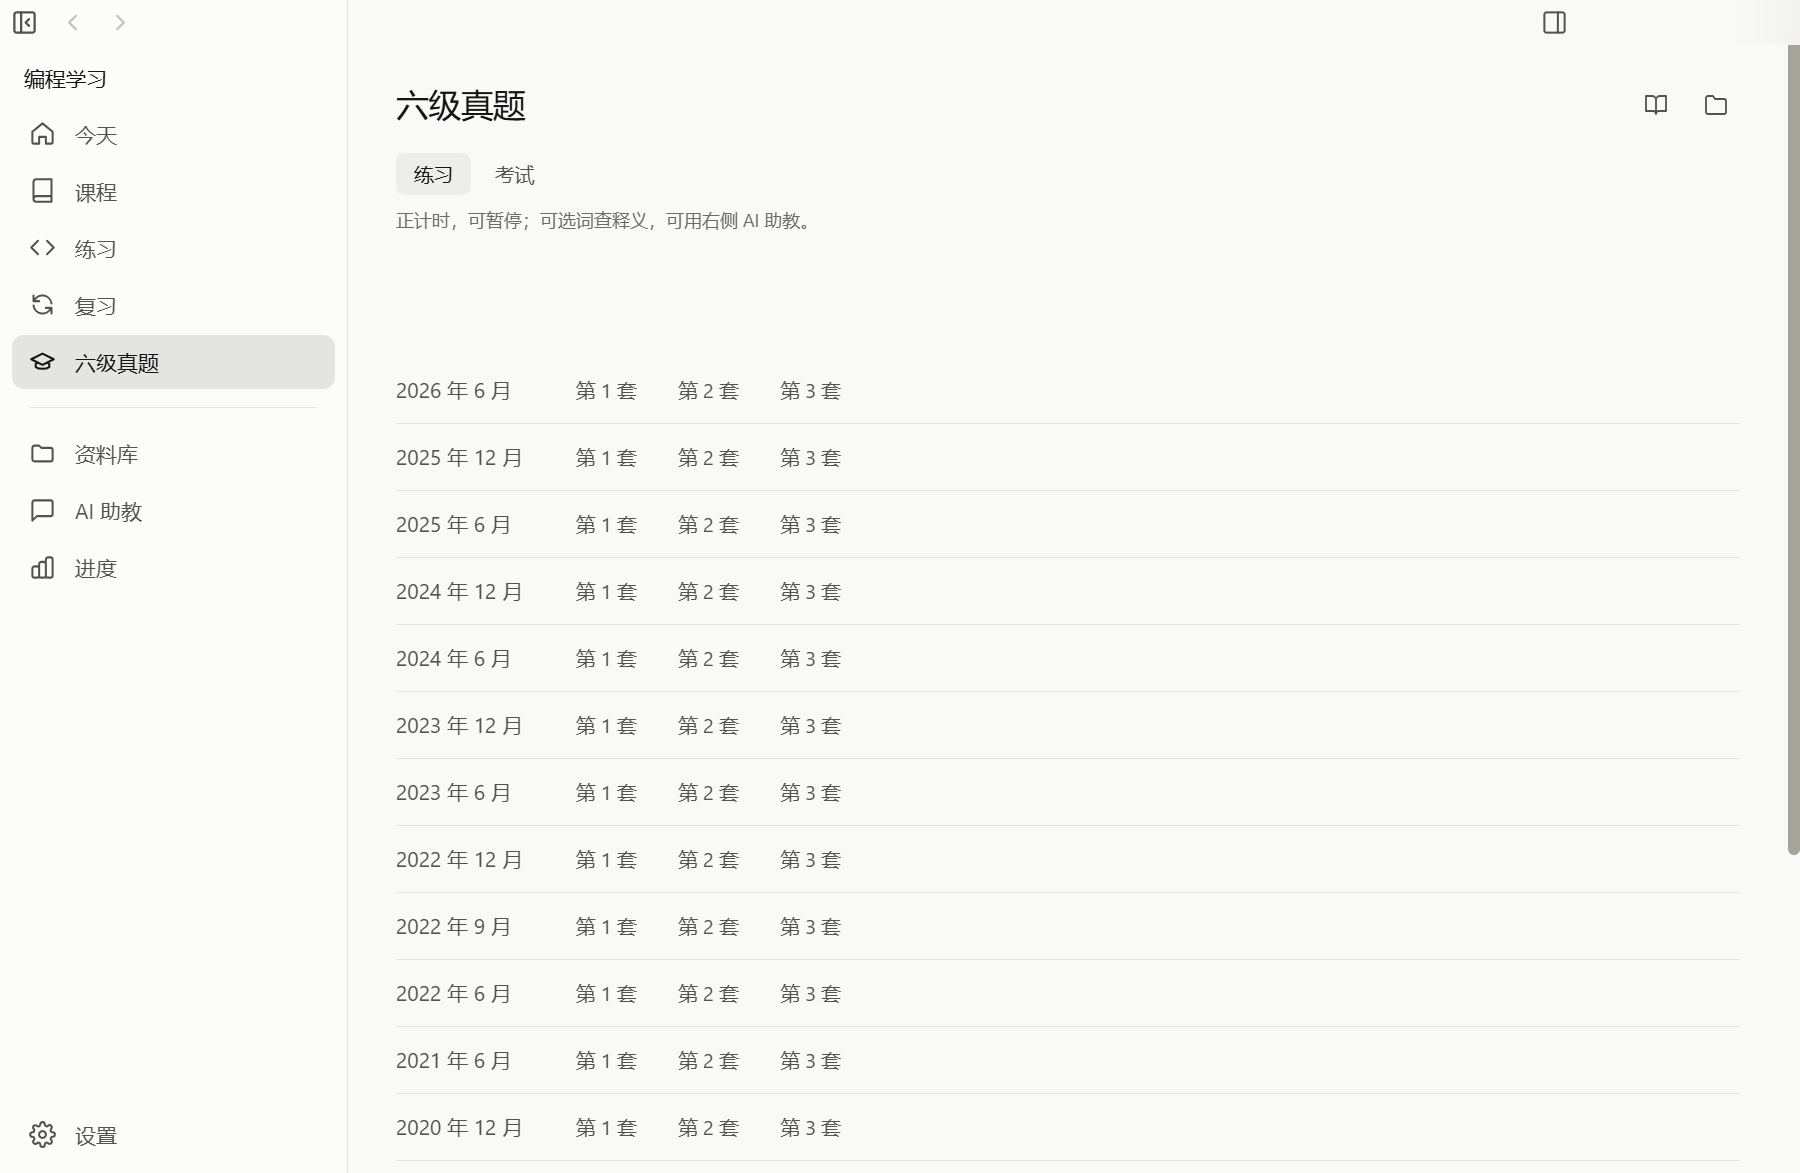 编程学习
今天
课程
练习
复习
六级真题
资料库
AI 助教
进度
设置
六级真题
练习 考试
正计时，可暂停；可选词查释义，可用右侧 AI 助教。
2026 年 6 月 第 1 套 第 2 套 第 3 套
2025 年 12 月 第 1 套 第 2 套 第 3 套
2025 年 6 月 第 1 套 第 2 套 第 3 套
2024 年 12 月 第 1 套 第 2 套 第 3 套
2024 年 6 月 第 1 套 第 2 套 第 3 套
2023 年 12 月 第 1 套 第 2 套 第 3 套
2023 年 6 月 第 1 套 第 2 套 第 3 套
2022 年 12 月 第 1 套 第 2 套 第 3 套
2022 年 9 月 第 1 套 第 2 套 第 3 套
2022 年 6 月 第 1 套 第 2 套 第 3 套
2021 年 6 月 第 1 套 第 2 套 第 3 套
2020 年 12 月 第 1 套 第 2 套 第 3 套